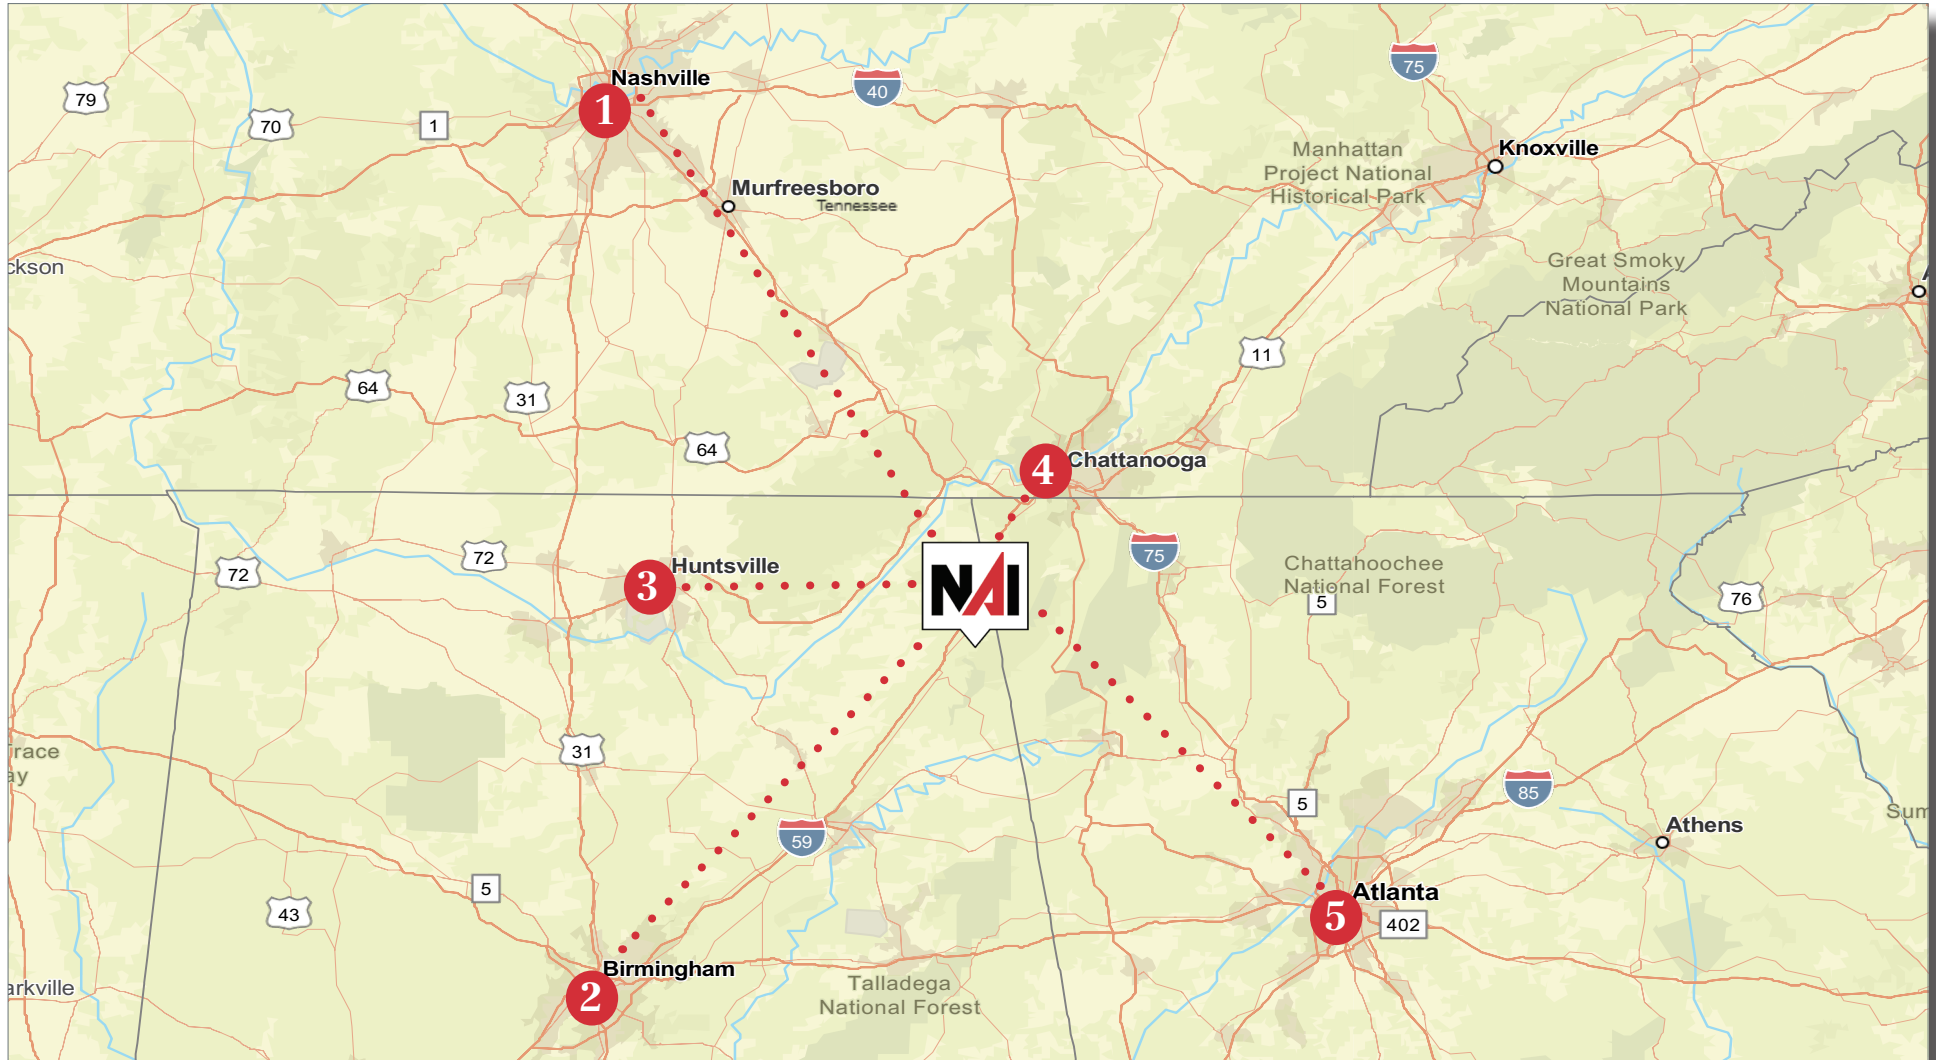 Nashville
1
40
75
79
70
1
Manhattan
Project National
Historical Park
Knoxville
Murfreesboro
Tennessee
ckson
Great Smoky
Mountains
National Park
11
64
31
64
4
Chattanooga
72
72
3
Huntsville
NAI
75
Chattahoochee
National Forest
5
76
race
ay
31
59
5
85
Sum
Athens
5
43
Atlanta
5
402
Birmingham
2
Talladega
National Forest
arkville